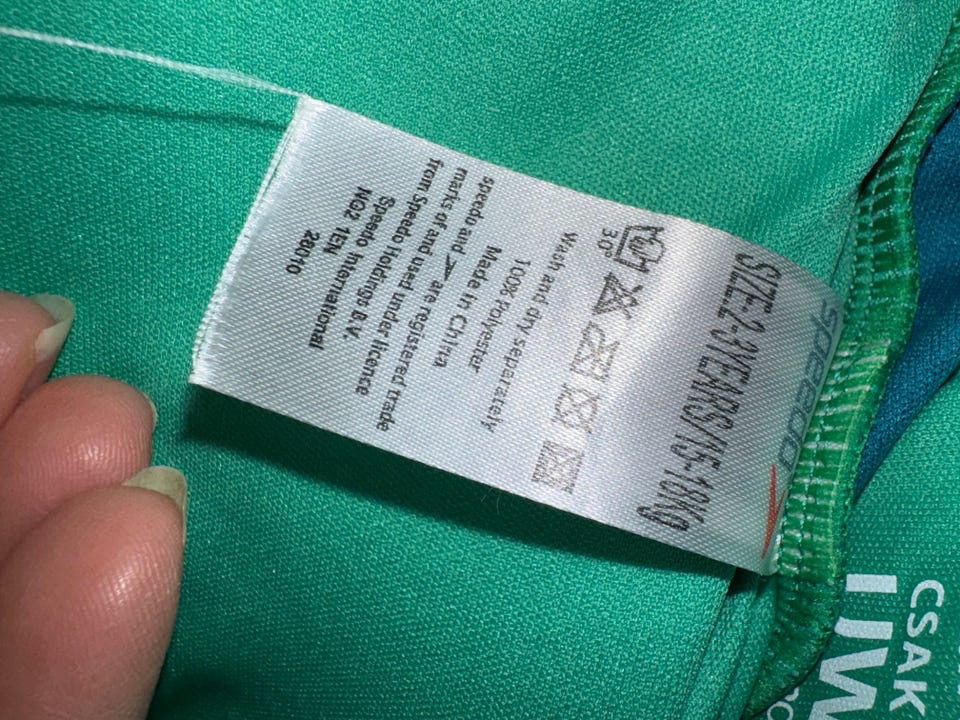 speedo
SIZE:2-3YEARS/15-18Kg
30°
Wash and dry separately
100% Polyester
Made in China
speedo and > are registered trade
marks of and used under licence
from Speedo Holdings B.V.
Speedo International
NG2 1EN
28010
CSAK